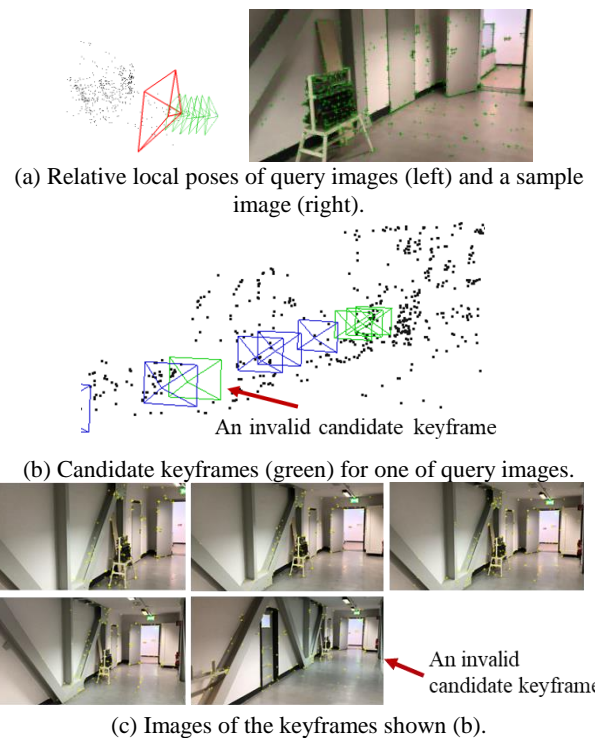 (a) Relative local poses of query images (left) and a sample
image (right).
An invalid candidate keyframe
(b) Candidate keyframes (green) for one of query images.
An invalid
candidate keyframe
(c) Images of the keyframes shown (b).